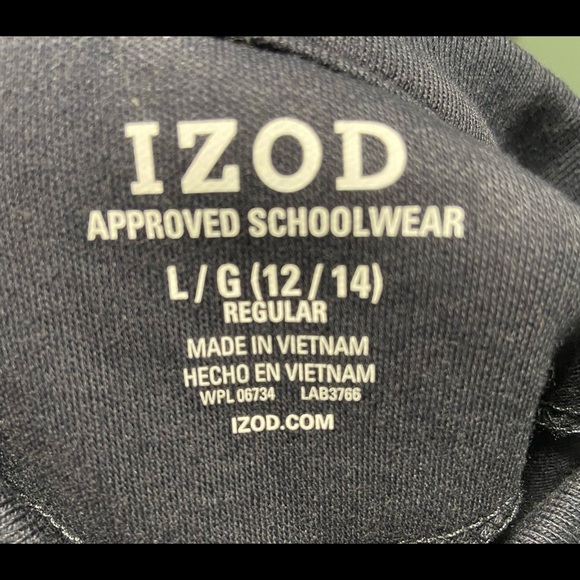 IZOD
APPROVED SCHOOLWEAR
L / G (12 / 14)
REGULAR
MADE IN VIETNAM
HECHO EN VIETNAM
WPL 06734 LAB3766
IZOD.COM